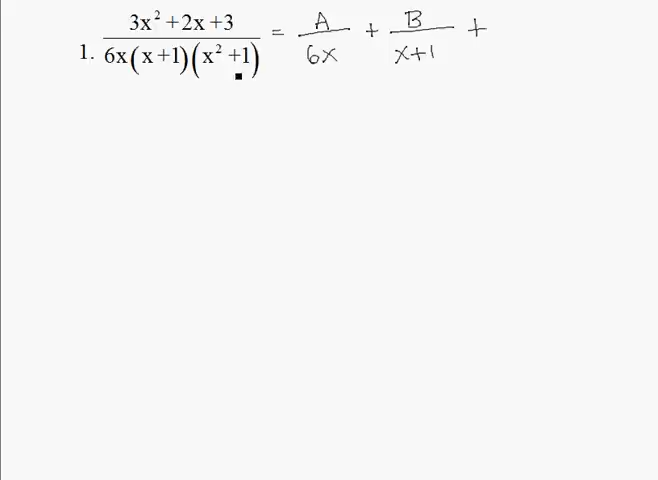 1. (3x² + 2x + 3) / (6x(x + 1)(x² + 1)) = A / 6x + B / x+1 +